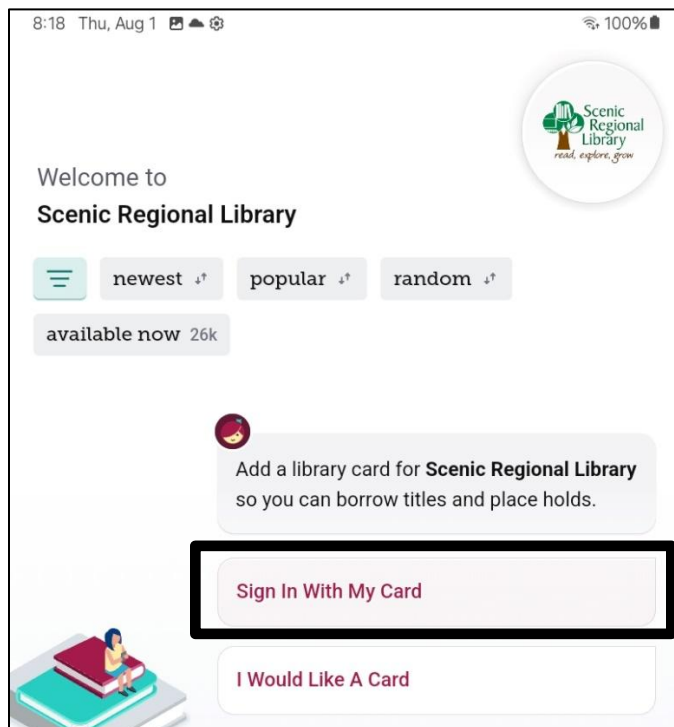 8:18 Thu, Aug 1 100%
Scenic
Regional
Library
read, explore, grow
Welcome to
Scenic Regional Library
newest popular random
available now 26k
Add a library card for Scenic Regional Library
so you can borrow titles and place holds.
Sign In With My Card
I Would Like A Card